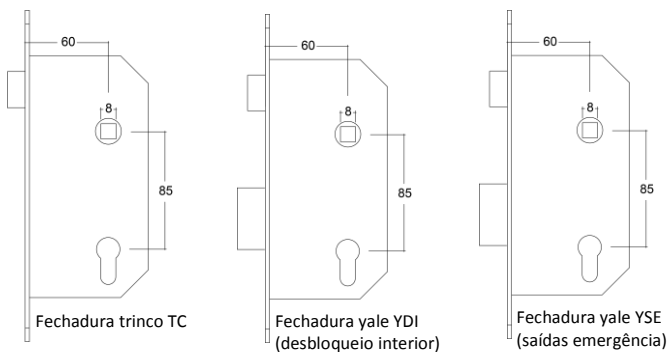 60
8
85
Fechadura trinco TC
60
8
85
Fechadura yale YDI
(desbloqueio interior)
60
8
85
Fechadura yale YSE
(saídas emergência)